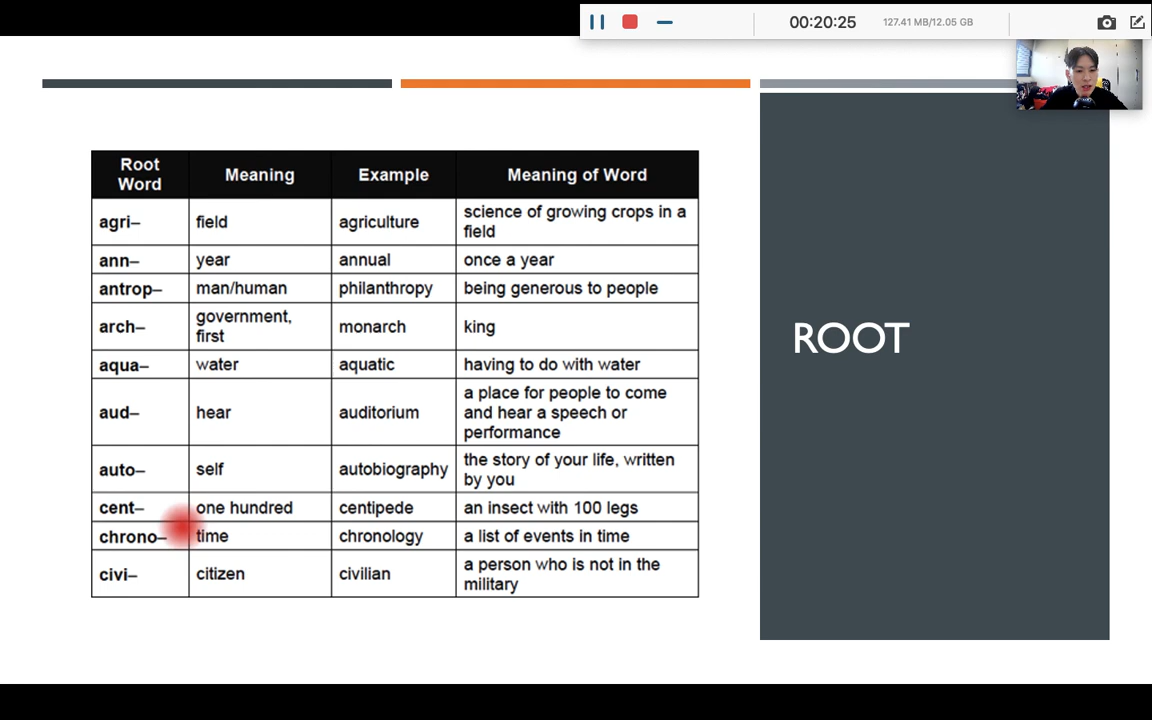 00:20:25
127.41 MB/12.05 GB
Root Word Meaning Example Meaning of Word
agri– field agriculture science of growing crops in a field
ann– year annual once a year
antrop– man/human philanthropy being generous to people
arch– government, first monarch king
aqua– water aquatic having to do with water
aud– hear auditorium a place for people to come and hear a speech or performance
auto– self autobiography the story of your life, written by you
cent– one hundred centipede an insect with 100 legs
chrono– time chronology a list of events in time
civi– citizen civilian a person who is not in the military
ROOT